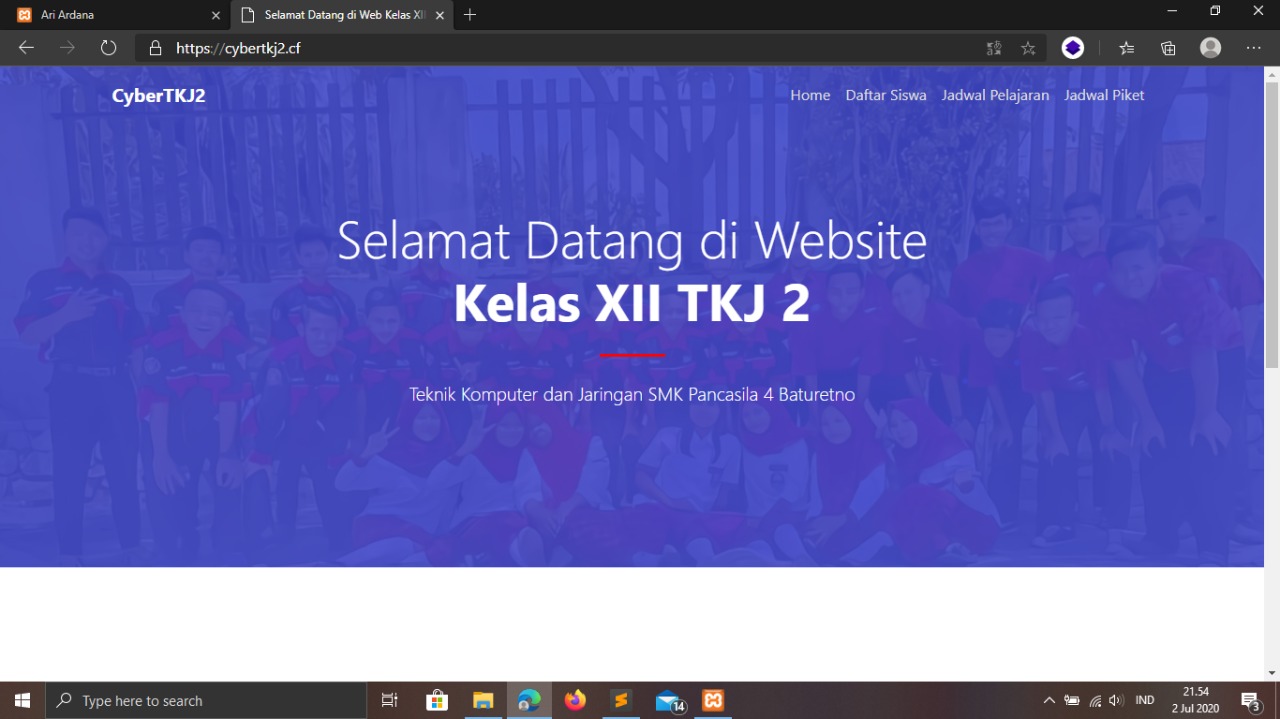 Ari Ardana
Selamat Datang di Web Kelas XII
https://cybertkj2.cf
CyberTKJ2
Home Daftar Siswa Jadwal Pelajaran Jadwal Piket
Selamat Datang di Website
Kelas XII TKJ 2
Teknik Komputer dan Jaringan SMK Pancasila 4 Baturetno
Type here to search
14
IND
21.54
2 Jul 2020
3